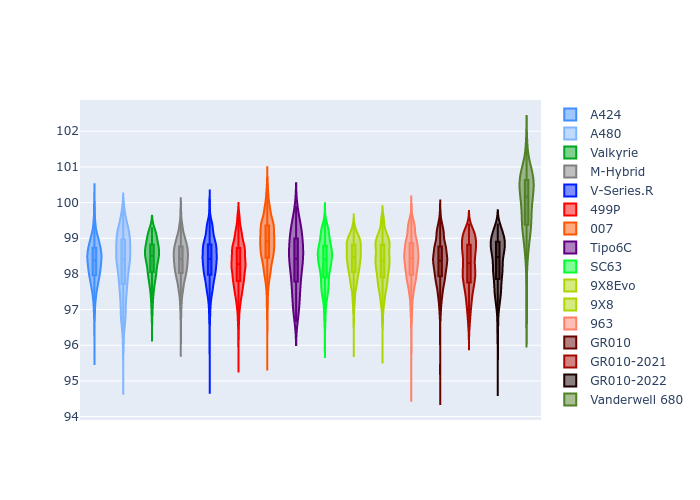 102
101
100
99
98
97
96
95
94
A424
A480
Valkyrie
M-Hybrid
V-Series.R
499P
007
Tipo6C
SC63
9X8Evo
9X8
963
GR010
GR010-2021
GR010-2022
Vanderwell 680